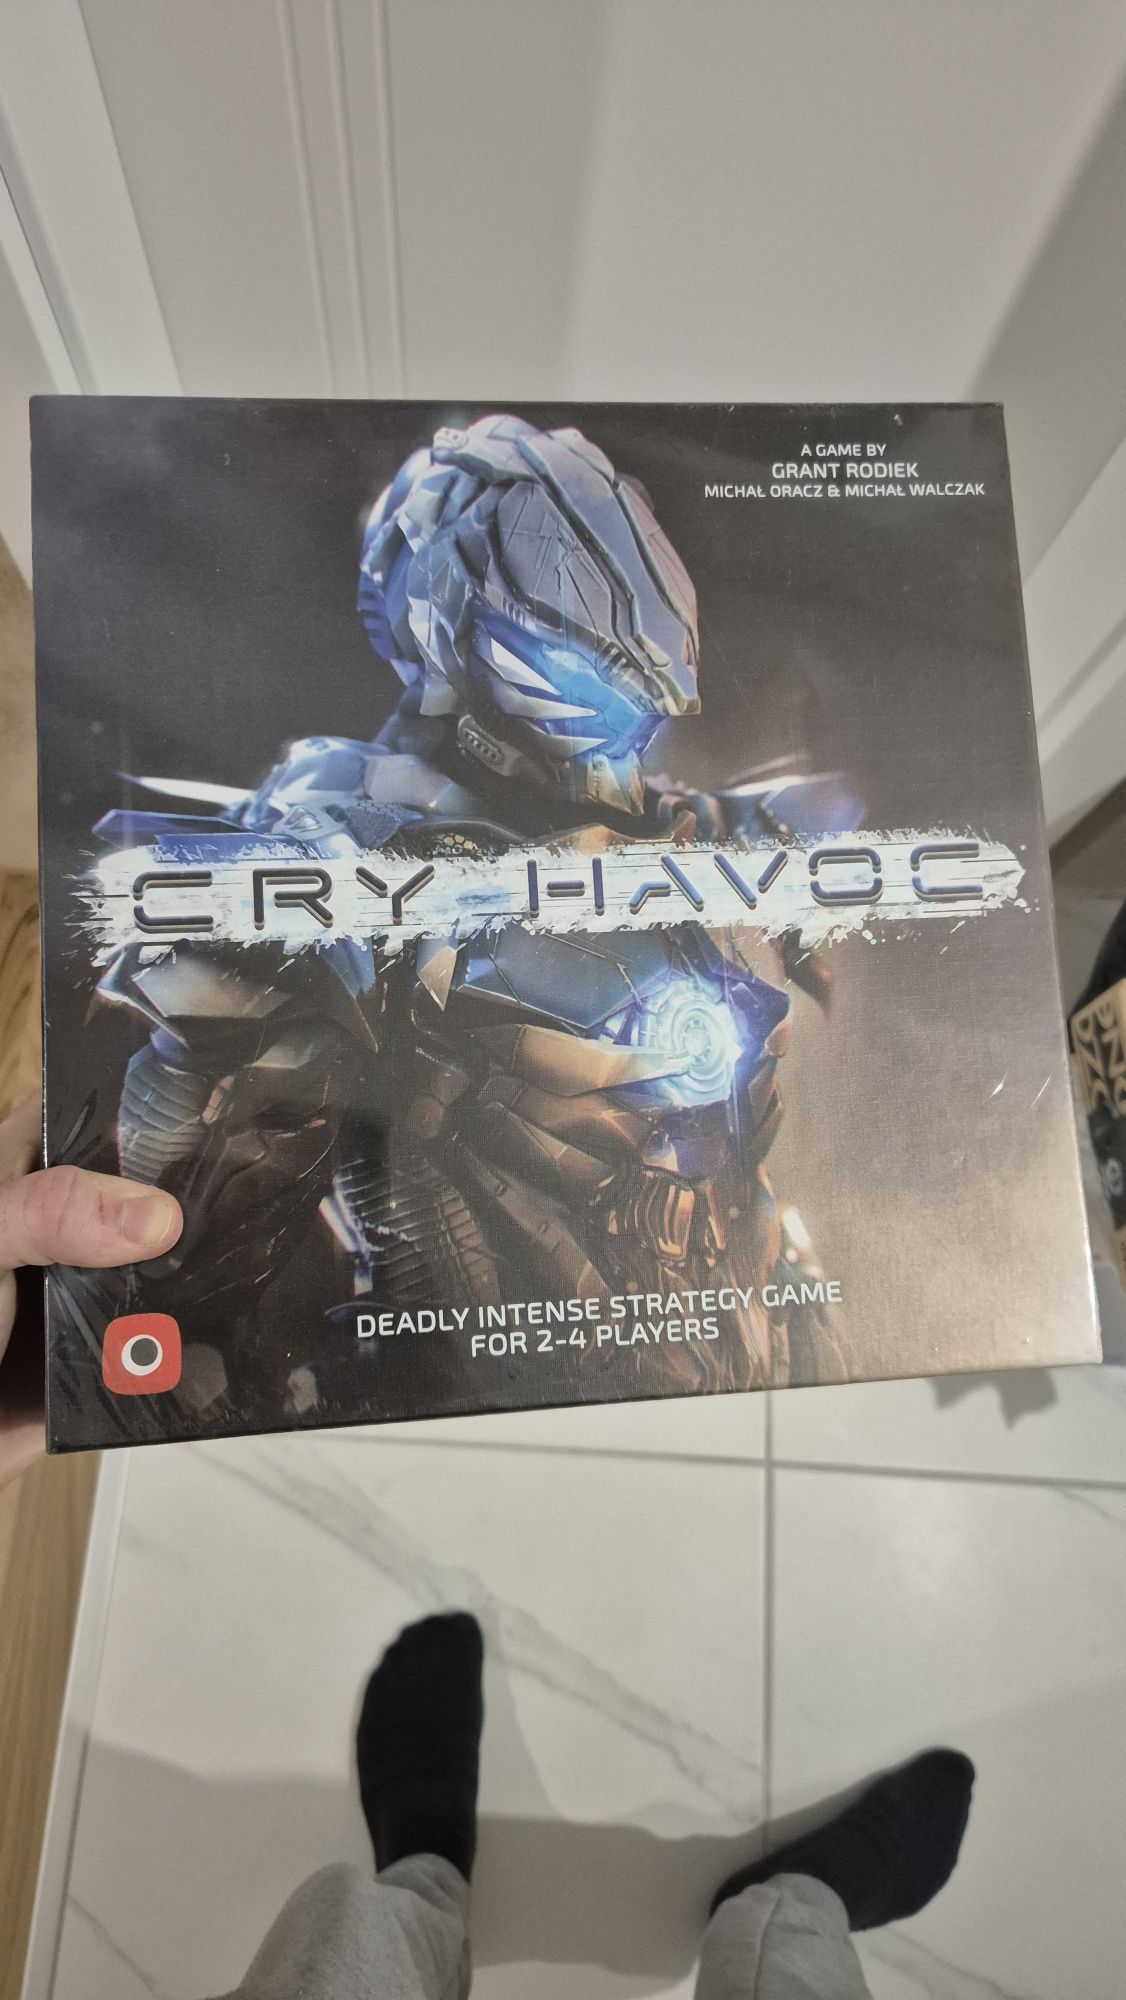 A GAME BY
GRANT RODIEK
MICHAŁ ORACZ & MICHAŁ WALCZAK
CRY HAVOC
DEADLY INTENSE STRATEGY GAME
FOR 2-4 PLAYERS